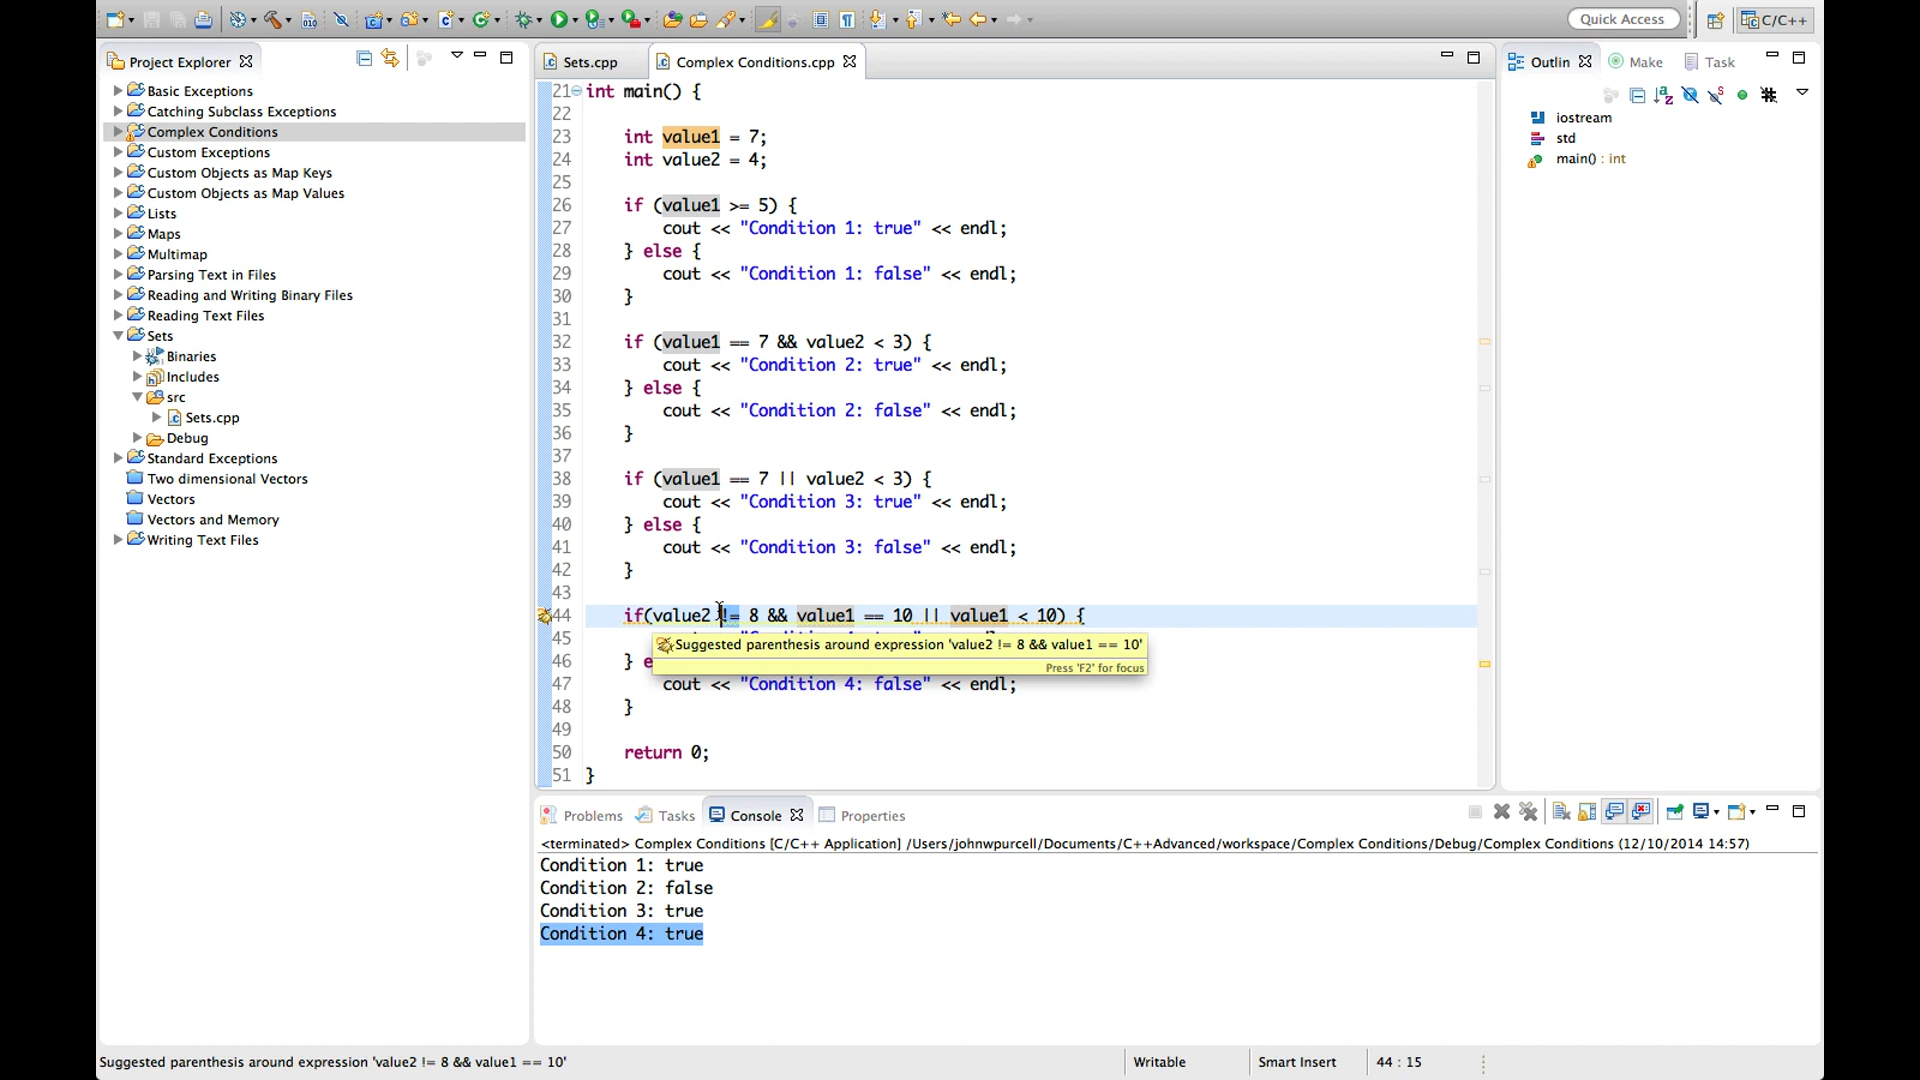 Quick Access
C/C++
Project Explorer
Basic Exceptions
Catching Subclass Exceptions
Complex Conditions
Custom Exceptions
Custom Objects as Map Keys
Custom Objects as Map Values
Lists
Maps
Multimap
Parsing Text in Files
Reading and Writing Binary Files
Reading Text Files
Sets
Binaries
Includes
src
Sets.cpp
Debug
Standard Exceptions
Two dimensional Vectors
Vectors
Vectors and Memory
Writing Text Files
Sets.cpp
Complex Conditions.cpp
21 int main() {
22
23 int value1 = 7;
24 int value2 = 4;
25
26 if (value1 >= 5) {
27 cout << "Condition 1: true" << endl;
28 } else {
29 cout << "Condition 1: false" << endl;
30 }
31
32 if (value1 == 7 && value2 < 3) {
33 cout << "Condition 2: true" << endl;
34 } else {
35 cout << "Condition 2: false" << endl;
36 }
37
38 if (value1 == 7 || value2 < 3) {
39 cout << "Condition 3: true" << endl;
40 } else {
41 cout << "Condition 3: false" << endl;
42 }
43
44 if(value2 != 8 && value1 == 10 || value1 < 10) {
45
Suggested parenthesis around expression 'value2 != 8 && value1 == 10'
46 } e
Press 'F2' for focus
47 cout << "Condition 4: false" << endl;
48 }
49
50 return 0;
51 }
Outlin
Make
Task
iostream
std
main() : int
Problems
Tasks
Console
Properties
<terminated> Complex Conditions [C/C++ Application] /Users/johnwpurcell/Documents/C++Advanced/workspace/Complex Conditions/Debug/Complex Conditions (12/10/2014 14:57)
Condition 1: true
Condition 2: false
Condition 3: true
Condition 4: true
Suggested parenthesis around expression 'value2 != 8 && value1 == 10'
Writable
Smart Insert
44 : 15